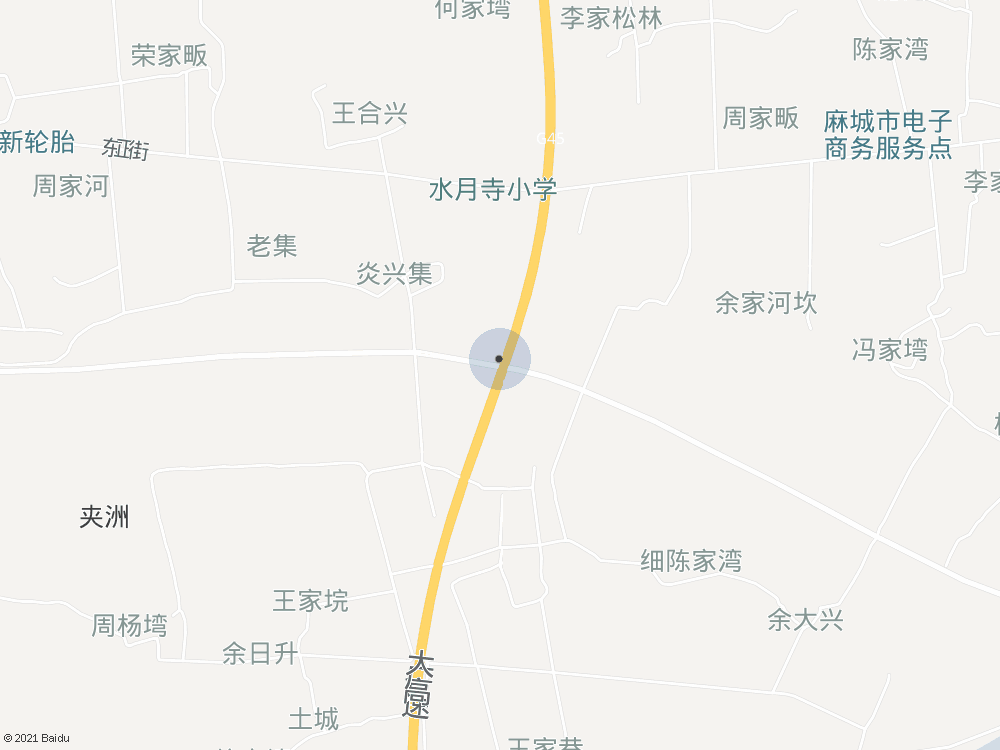 何家塆
李家松林
荣家畈
陈家湾
王合兴
周家畈
麻城市电子
商务服务点
G45
新轮胎
东江街
周家河
水月寺小学
李家
老集
炎兴集
余家河坎
冯家塆
夹洲
细陈家湾
王家垸
周杨塆
余大兴
余日升
大高速
土城
王家巷
© 2021 Baidu